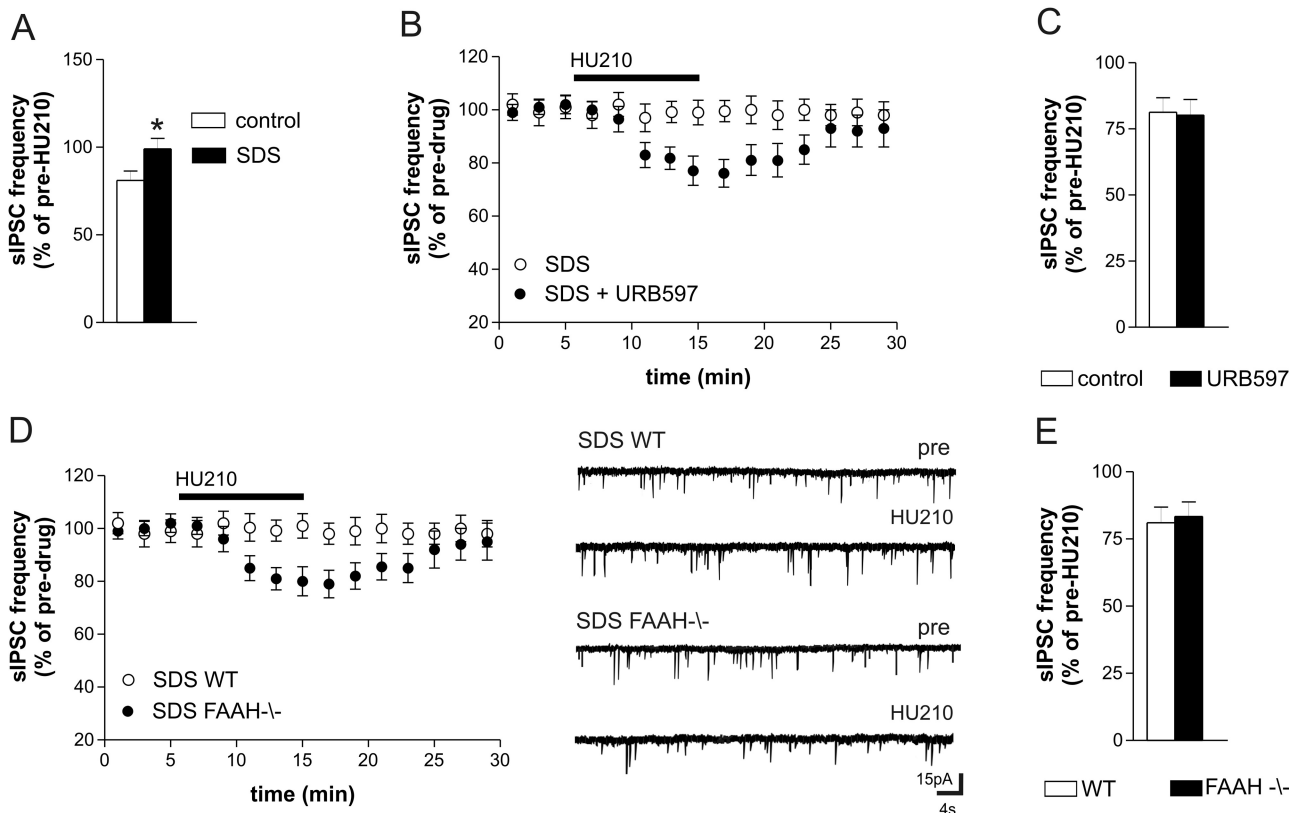 A
sIPSC frequency
(% of pre-HU210)
150
100
50
0
*
control
SDS
B
sIPSC frequency
(% of pre-drug)
120
100
80
60
40
20
HU210
SDS
SDS + URB597
0 5 10 15 20 25 30
time (min)
C
sIPSC frequency
(% of pre-HU210)
100
75
50
25
0
control URB597
D
sIPSC frequency
(% of pre-drug)
120
100
80
60
40
20
HU210
SDS WT
SDS FAAH-\-
0 5 10 15 20 25 30
time (min)
SDS WT
pre
HU210
SDS FAAH-\-
pre
HU210
15pA
4s
E
sIPSC frequency
(% of pre-HU210)
100
75
50
25
0
WT FAAH -\-